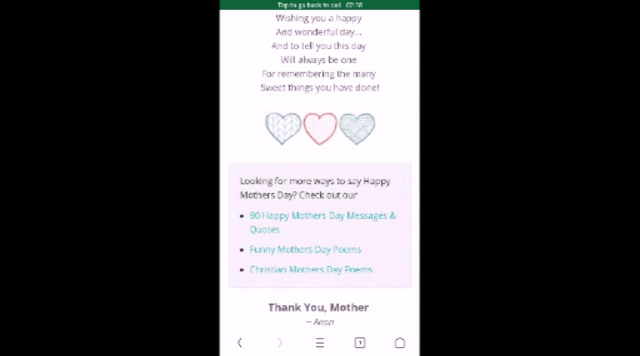 Tap to go back to call 02:38
Wishing you a happy
And wonderful day...
And to tell you this day
Will always be one
For remembering the many
Sweet things you have done!
Looking for more ways to say Happy
Mothers Day? Check out our
• 80 Happy Mothers Day Messages &
Quotes
• Funny Mothers Day Poems
• Christian Mothers Day Poems
Thank You, Mother
~ Anon